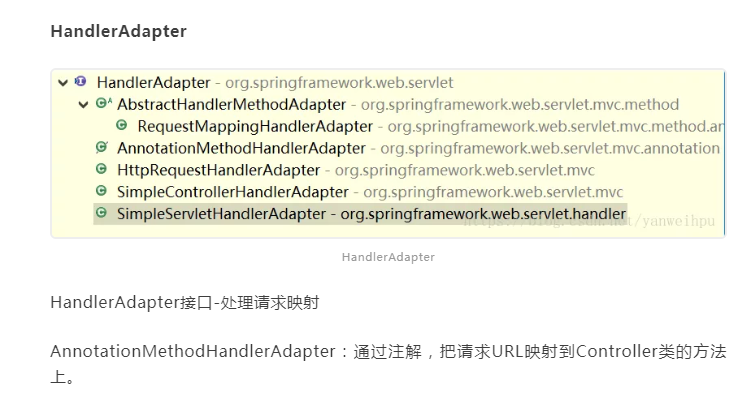 HandlerAdapter
HandlerAdapter - org.springframework.web.servlet
AbstractHandlerMethodAdapter - org.springframework.web.servlet.mvc.method
RequestMappingHandlerAdapter - org.springframework.web.servlet.mvc.method.an
AnnotationMethodHandlerAdapter - org.springframework.web.servlet.mvc.annotation
HttpRequestHandlerAdapter - org.springframework.web.servlet.mvc
SimpleControllerHandlerAdapter - org.springframework.web.servlet.mvc
SimpleServletHandlerAdapter - org.springframework.web.servlet.handler
HandlerAdapter
HandlerAdapter接口-处理请求映射
AnnotationMethodHandlerAdapter：通过注解，把请求URL映射到Controller类的方法
上。